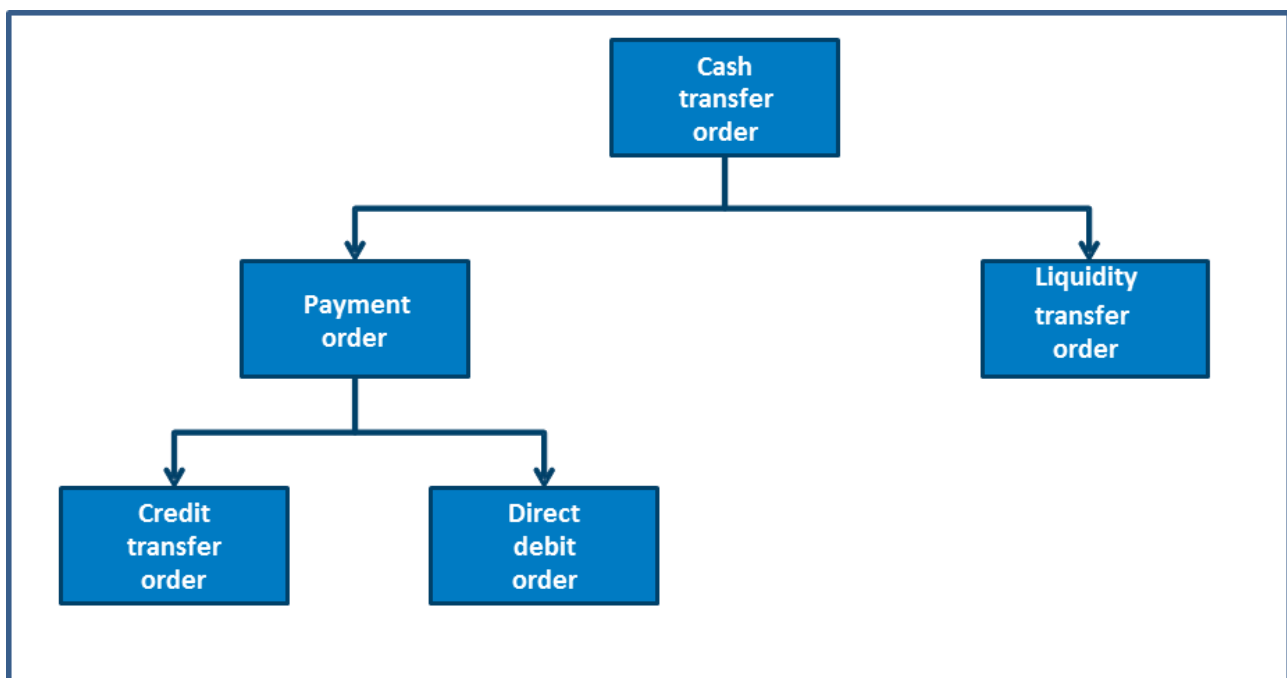 Cash
transfer
order
Payment
order
Liquidity
transfer
order
Credit
transfer
order
Direct
debit
order